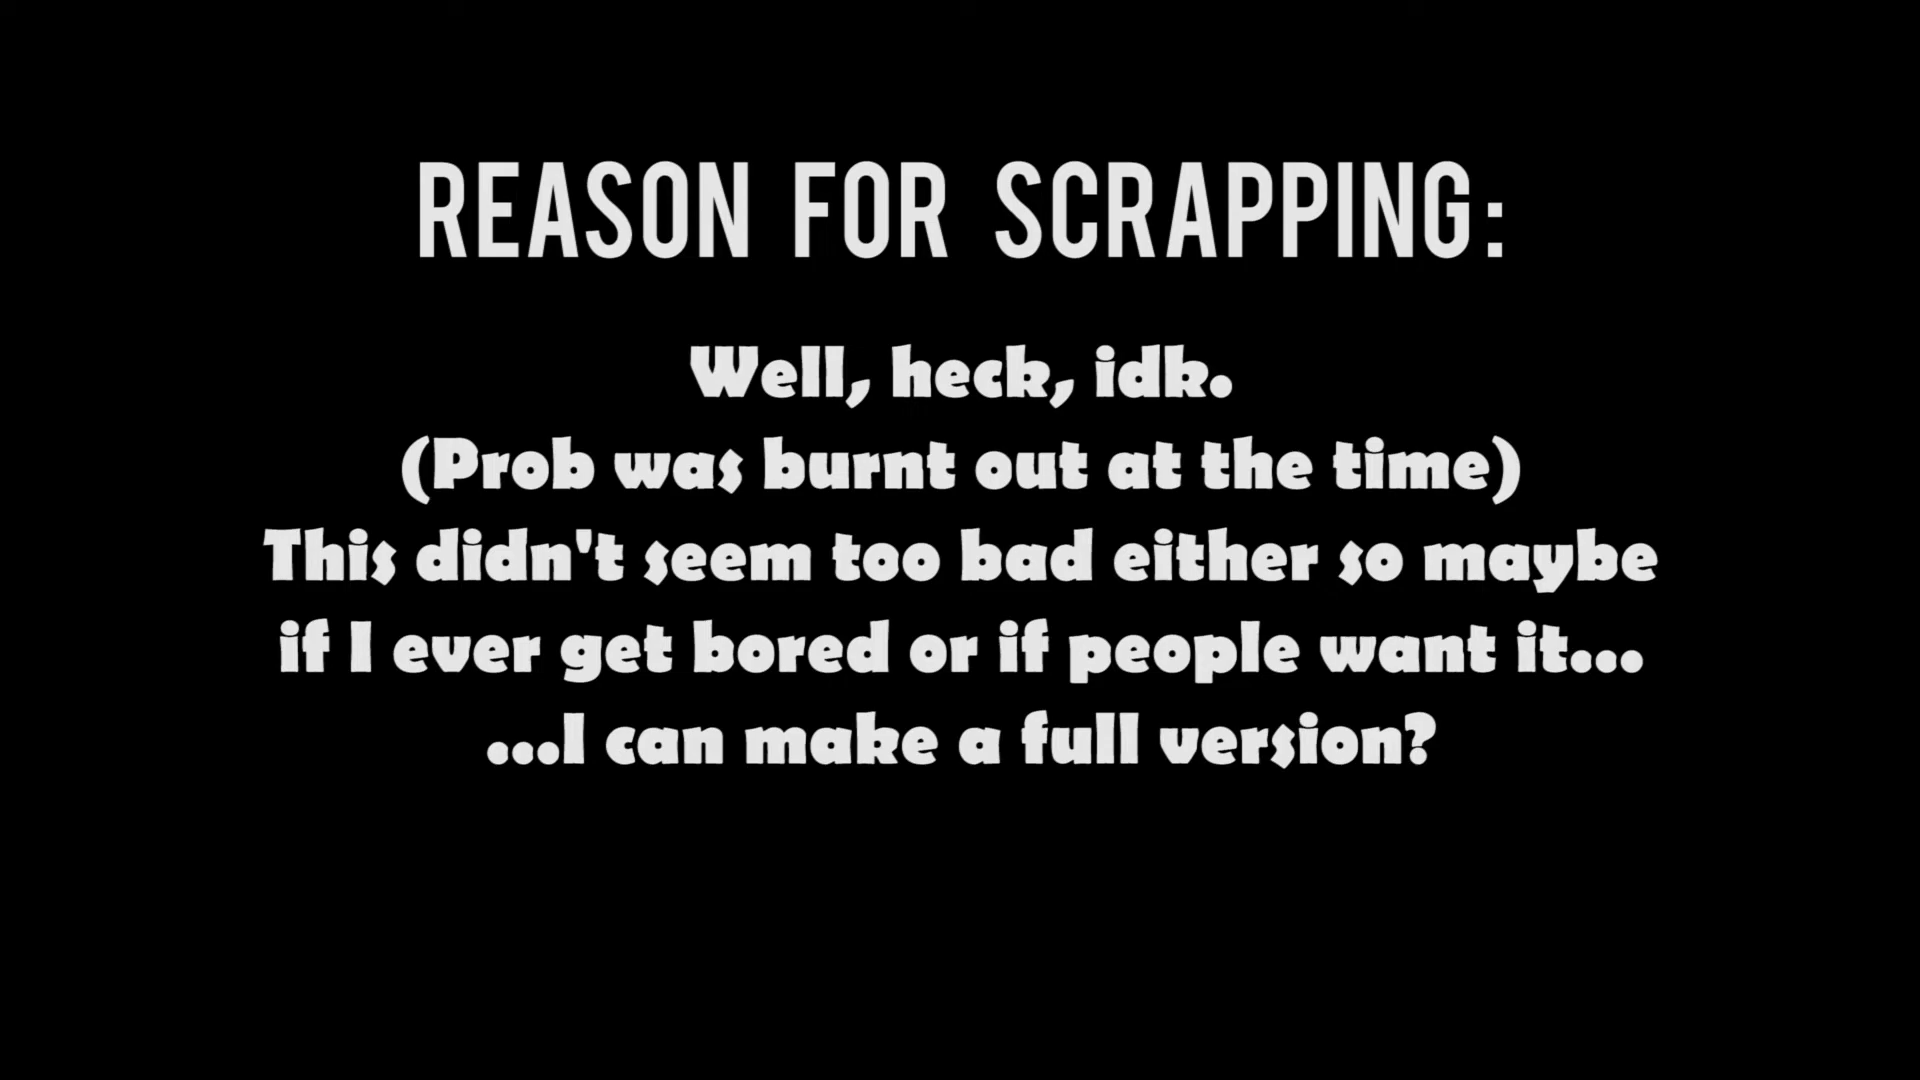 REASON FOR SCRAPPING:
Well, heck, idk.
(Prob was burnt out at the time)
This didn't seem too bad either so maybe
if I ever get bored or if people want it...
...I can make a full version?